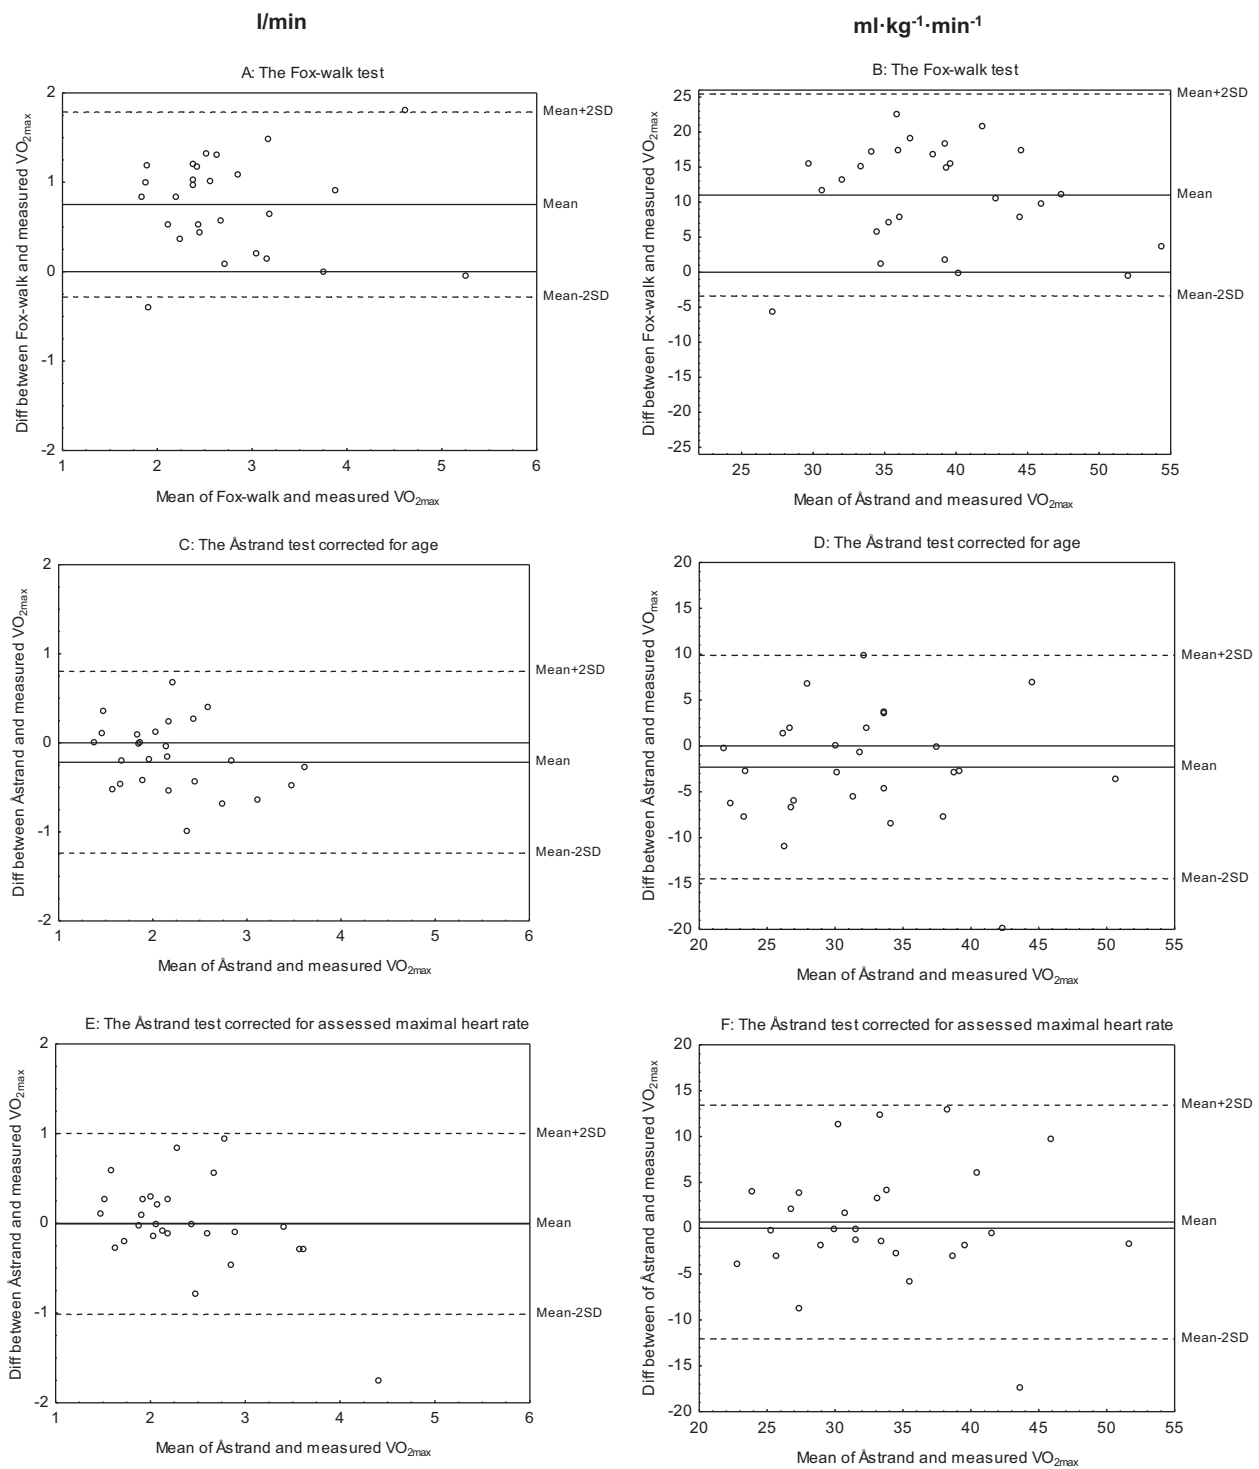 l/min
ml·kg⁻¹·min⁻¹
A: The Fox-walk test
Diff between Fox-walk and measured VO₂max
2
1
0
-1
-2
Mean+2SD
Mean
Mean-2SD
1 2 3 4 5 6
Mean of Fox-walk and measured VO₂max
B: The Fox-walk test
Diff between Fox-walk and measured VO₂max
25
20
15
10
5
0
-5
-10
-15
-20
-25
Mean+2SD
Mean
Mean-2SD
25 30 35 40 45 50 55
Mean of Åstrand and measured VO₂max
C: The Åstrand test corrected for age
Diff between Åstrand and measured VO₂max
2
1
0
-1
-2
Mean+2SD
Mean
Mean-2SD
1 2 3 4 5 6
Mean of Åstrand and measured VO₂max
D: The Åstrand test corrected for age
Diff between Åstrand and measured VOmax
20
15
10
5
0
-5
-10
-15
-20
Mean+2SD
Mean
Mean-2SD
20 25 30 35 40 45 50 55
Mean of Åstrand and measured VO₂max
E: The Åstrand test corrected for assessed maximal heart rate
Diff between Åstrand and measured VO₂max
2
1
0
-1
-2
Mean+2SD
Mean
Mean-2SD
1 2 3 4 5 6
Mean of Åstrand and measured VO₂max
F: The Åstrand test corrected for assessed maximal heart rate
Diff between of Åstrand and measured VO₂max
20
15
10
5
0
-5
-10
-15
-20
Mean+2SD
Mean
Mean-2SD
20 25 30 35 40 45 50 55
Mean of Åstrand and measured VO₂max